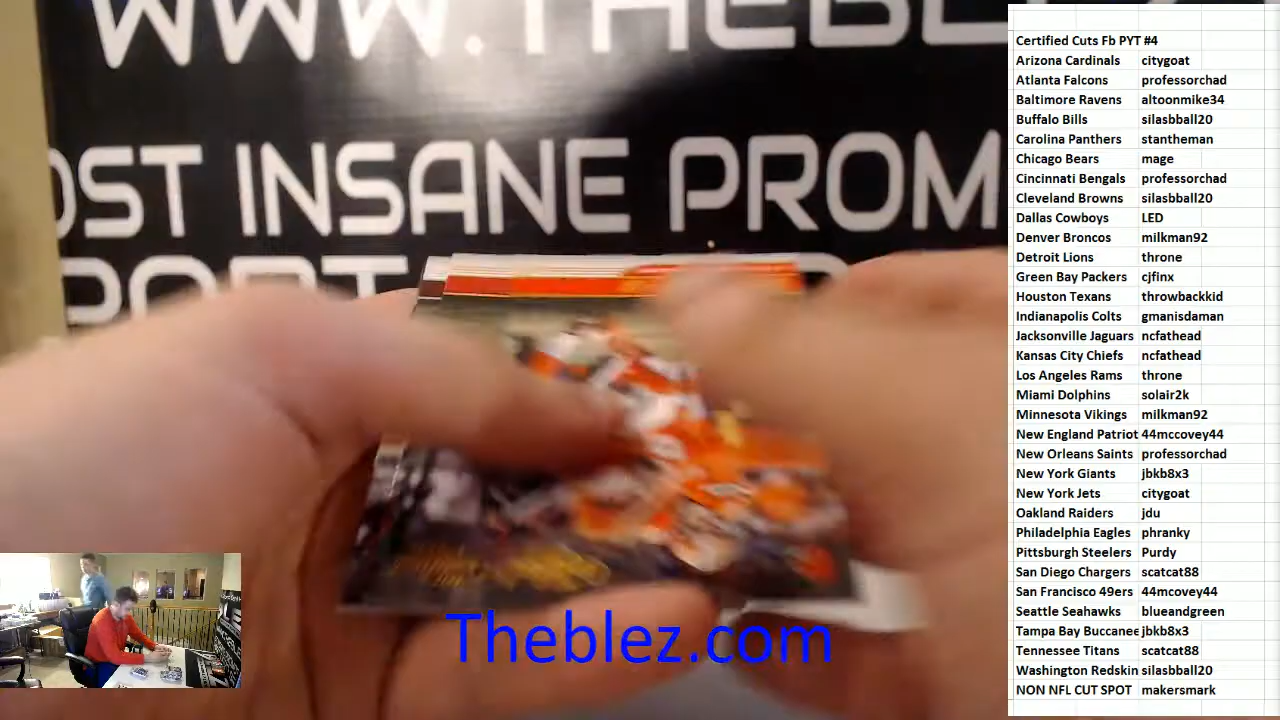 WWW.THEBL
OST INSANE PROM
Theblez.com
Certified Cuts Fb PYT #4
Arizona Cardinals citygoat
Atlanta Falcons professorchad
Baltimore Ravens altoonmike34
Buffalo Bills silasbball20
Carolina Panthers stantheman
Chicago Bears mage
Cincinnati Bengals professorchad
Cleveland Browns silasbball20
Dallas Cowboys LED
Denver Broncos milkman92
Detroit Lions throne
Green Bay Packers cjfinx
Houston Texans throwbackkid
Indianapolis Colts gmanisdaman
Jacksonville Jaguars ncfathead
Kansas City Chiefs ncfathead
Los Angeles Rams throne
Miami Dolphins solair2k
Minnesota Vikings milkman92
New England Patriot 44mccovey44
New Orleans Saints professorchad
New York Giants jbkb8x3
New York Jets citygoat
Oakland Raiders jdu
Philadelphia Eagles phranky
Pittsburgh Steelers Purdy
San Diego Chargers scatcat88
San Francisco 49ers 44mcovey44
Seattle Seahawks blueandgreen
Tampa Bay Buccanee jbkb8x3
Tennessee Titans scatcat88
Washington Redskin silasbball20
NON NFL CUT SPOT makersmark